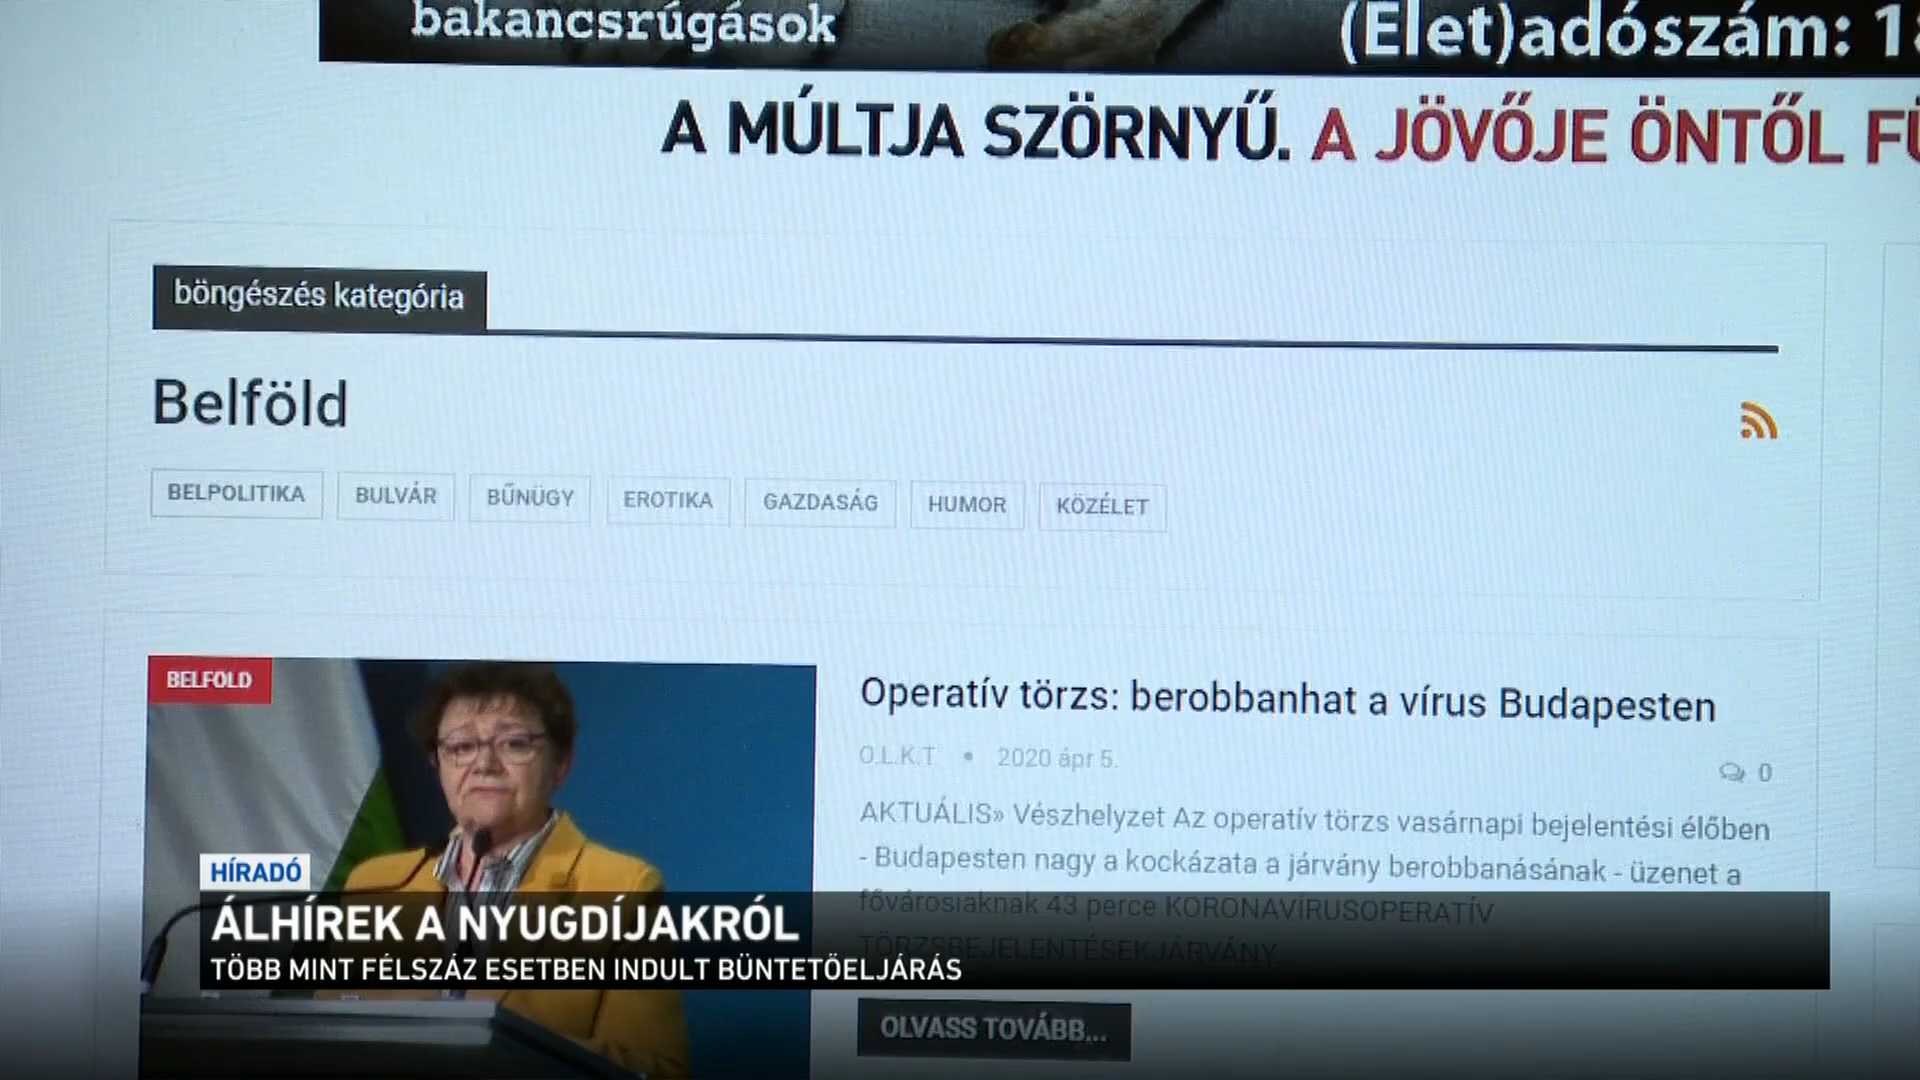 bakancsrúgások
(Élet)adószám: 18
A MÚLTJA SZÖRNYŰ. A JÖVŐJE ÖNTŐL FÜ
böngészés kategória
Belföld
BELPOLITIKA BULVÁR BŰNÜGY EROTIKA GAZDASÁG HUMOR KÖZÉLET
BELFÖLD
Operatív törzs: berobbanhat a vírus Budapesten
O.L.K.T. • 2020 ápr 5.
0
AKTUÁLIS» Vészhelyzet Az operatív törzs vasárnapi bejelentési élőben
- Budapesten nagy a kockázata a járvány berobbanásának - üzenet a
fővárosiaknak 43 perce KORONAVÍRUSOPERATÍV
TÖRZSBEJELENTÉSEKJÁRVÁNY...
OLVASS TOVÁBB...
HÍRADÓ
ÁLHÍREK A NYUGDÍJAKRÓL
TÖBB MINT FÉLSZÁZ ESETBEN INDULT BÜNTETŐELJÁRÁS